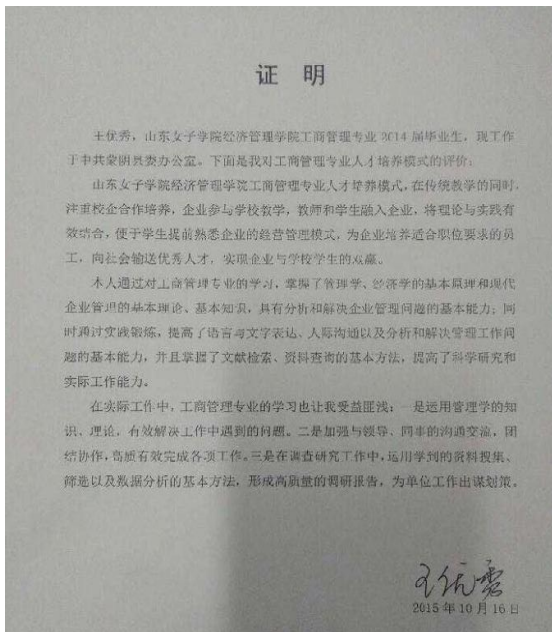 证 明
王优秀，山东女子学院经济管理学院工商管理专业 2014 届毕业生，现工作
于中共蒙阴县委办公室。下面是我对工商管理专业人才培养模式的评价：
山东女子学院经济管理学院工商管理专业人才培养模式，在传统教学的同时，
注重校企合作培养，企业参与学校教学，教师和学生融入企业，将理论与实践有
效结合，便于学生提前熟悉企业的经营管理模式，为企业培养适合职位要求的员
工，向社会输送优秀人才，实现企业与学校学生的双赢。
本人通过对工商管理专业的学习，掌握了管理学、经济学的基本原理和现代
企业管理的基本理论、基本知识，具有分析和解决企业管理问题的基本能力；同
时通过实践锻炼，提高了语言与文字表达、人际沟通以及分析和解决管理工作问
题的基本能力，并且掌握了文献检索、资料查询的基本方法，提高了科学研究和
实际工作能力。
在实际工作中，工商管理专业的学习也让我受益匪浅：一是运用管理学的知
识、理论，有效解决工作中遇到的问题。二是加强与领导、同事的沟通交流，团
结协作，高质有效完成各项工作。三是在调查研究工作中，运用学到的资料搜集、
筛选以及数据分析的基本方法，形成高质量的调研报告，为单位工作出谋划策。
王优秀
2015 年 10 月 16 日